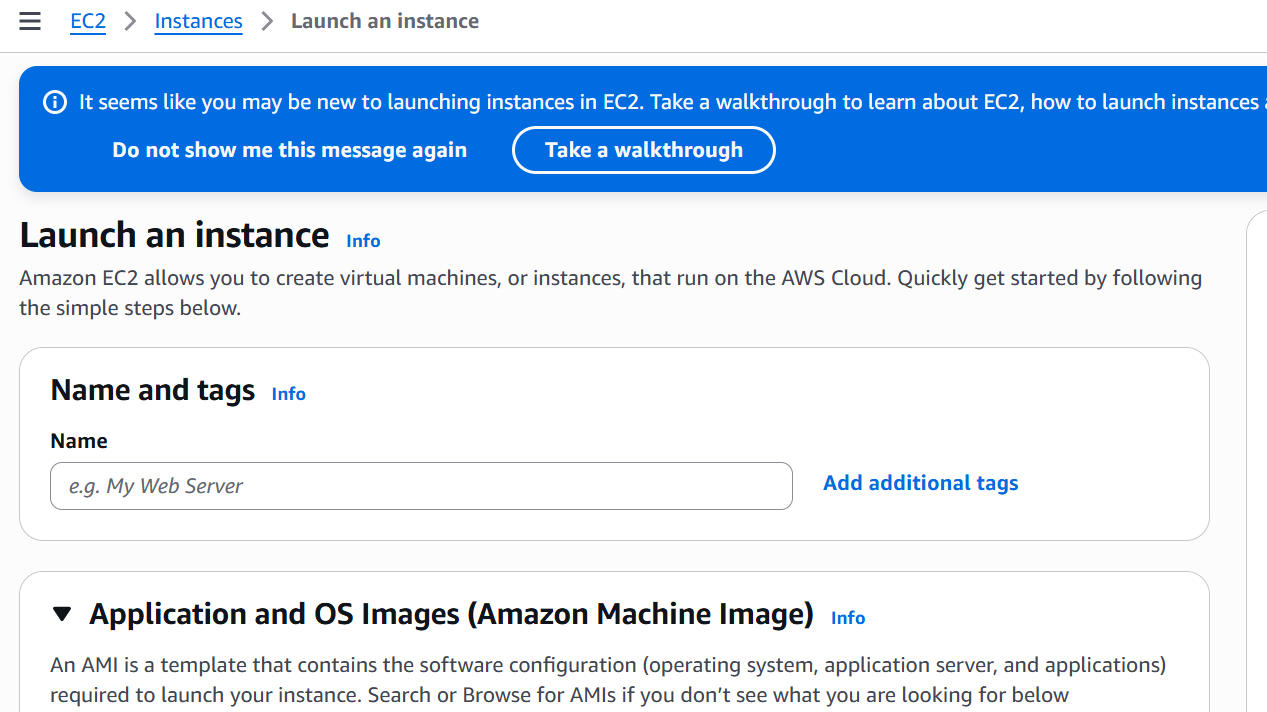 EC2 > Instances > Launch an instance
It seems like you may be new to launching instances in EC2. Take a walkthrough to learn about EC2, how to launch instances
Do not show me this message again Take a walkthrough
Launch an instance Info
Amazon EC2 allows you to create virtual machines, or instances, that run on the AWS Cloud. Quickly get started by following
the simple steps below.
Name and tags Info
Name
e.g. My Web Server Add additional tags
Application and OS Images (Amazon Machine Image) Info
An AMI is a template that contains the software configuration (operating system, application server, and applications)
required to launch your instance. Search or Browse for AMIs if you don’t see what you are looking for below